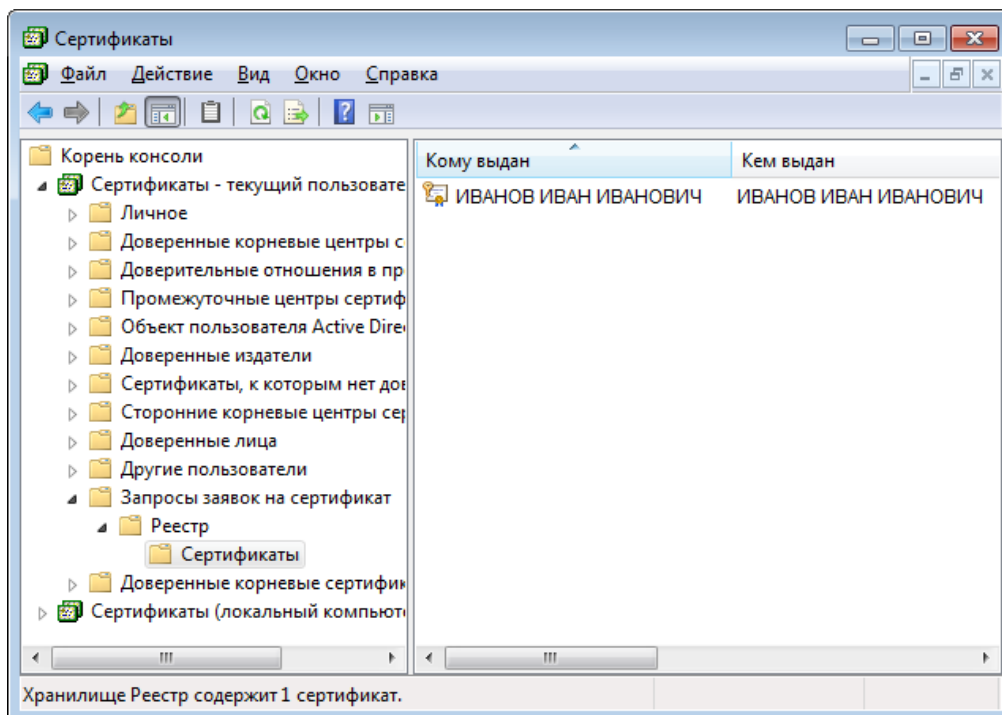 Сертификаты
Файл Действие Вид Окно Справка
Корень консоли
Сертификаты - текущий пользовате
Личное
Доверенные корневые центры с
Доверительные отношения в пр
Промежуточные центры сертиф
Объект пользователя Active Dire
Доверенные издатели
Сертификаты, к которым нет дов
Сторонние корневые центры сер
Доверенные лица
Другие пользователи
Запросы заявок на сертификат
Реестр
Сертификаты
Доверенные корневые сертифик
Сертификаты (локальный компьюте
Кому выдан Кем выдан
ИВАНОВ ИВАН ИВАНОВИЧ ИВАНОВ ИВАН ИВАНОВИЧ
Хранилище Реестр содержит 1 сертификат.